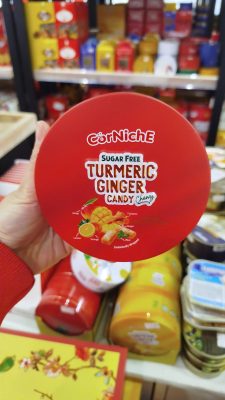 CorNichE
SUGAR FREE
TURMERIC
GINGER
CANDY Chewy